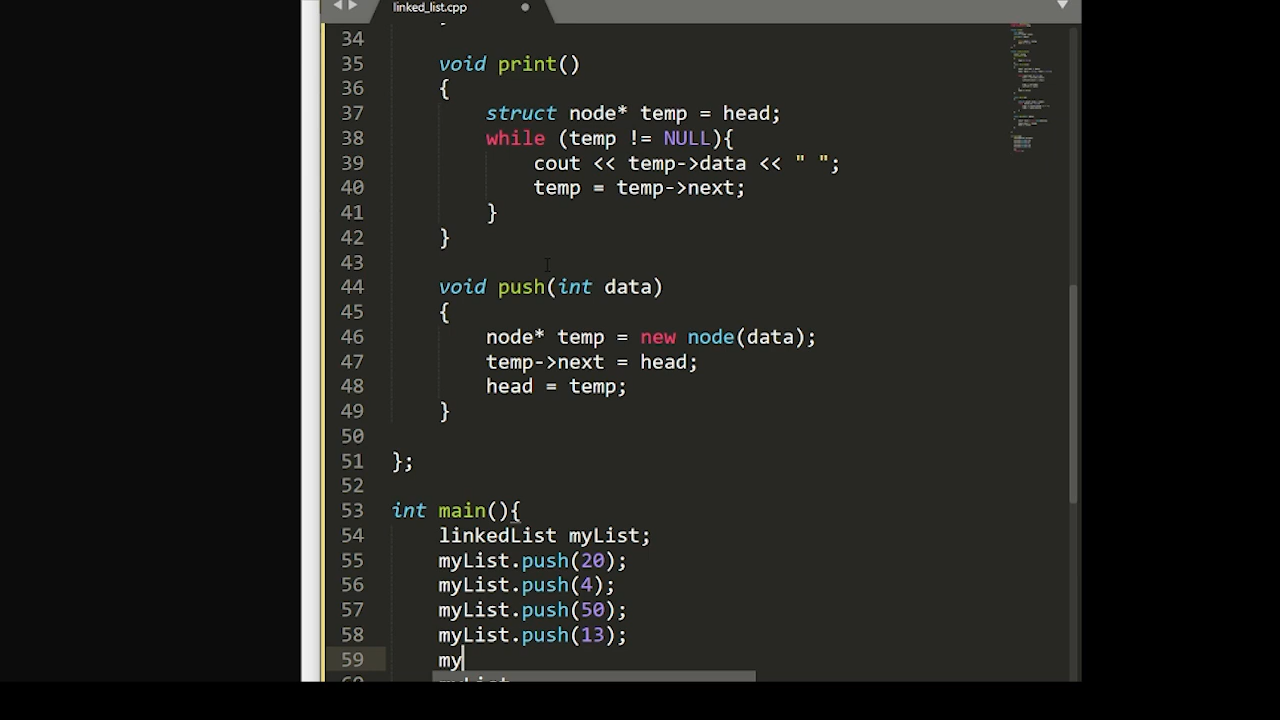 linked_list.cpp
34
35 void print()
36 {
37 struct node* temp = head;
38 while (temp != NULL){
39 cout << temp->data << " ";
40 temp = temp->next;
41 }
42 }
43
44 void push(int data)
45 {
46 node* temp = new node(data);
47 temp->next = head;
48 head = temp;
49 }
50
51 };
52
53 int main(){
54 linkedList myList;
55 myList.push(20);
56 myList.push(4);
57 myList.push(50);
58 myList.push(13);
59 my